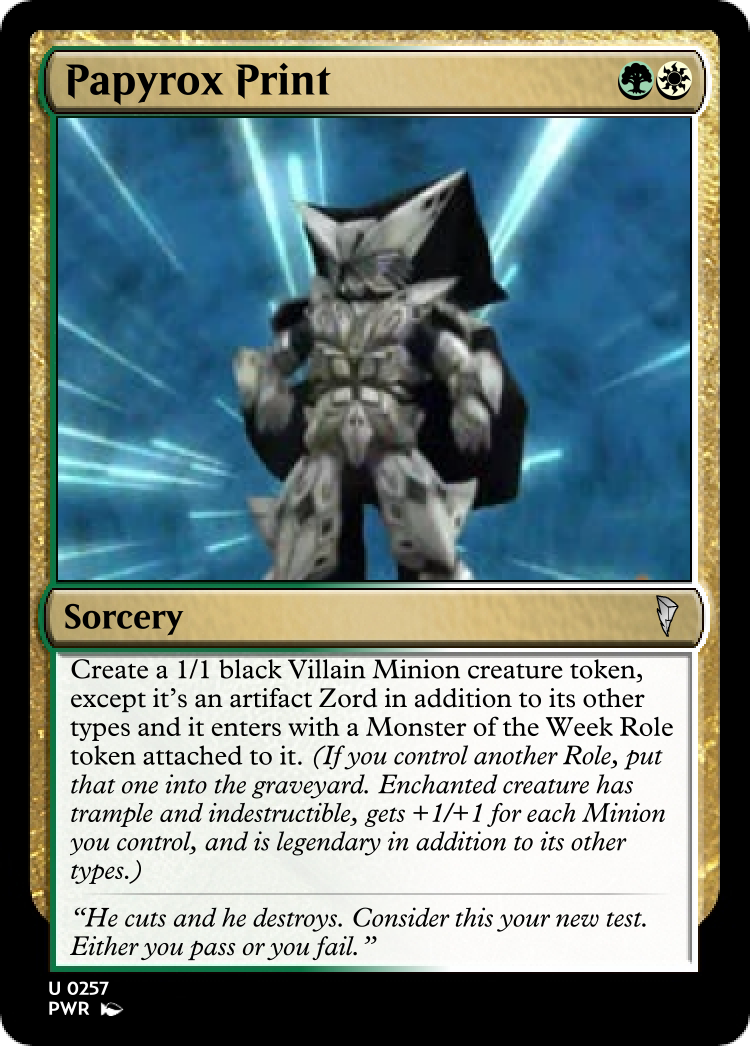 Papyrox Print
Sorcery
Create a 1/1 black Villain Minion creature token,
except it’s an artifact Zord in addition to its other
types and it enters with a Monster of the Week Role
token attached to it. (If you control another Role, put
that one into the graveyard. Enchanted creature has
trample and indestructible, gets +1/+1 for each Minion
you control, and is legendary in addition to its other
types.)
“He cuts and he destroys. Consider this your new test.
Either you pass or you fail.”
U 0257
PWR